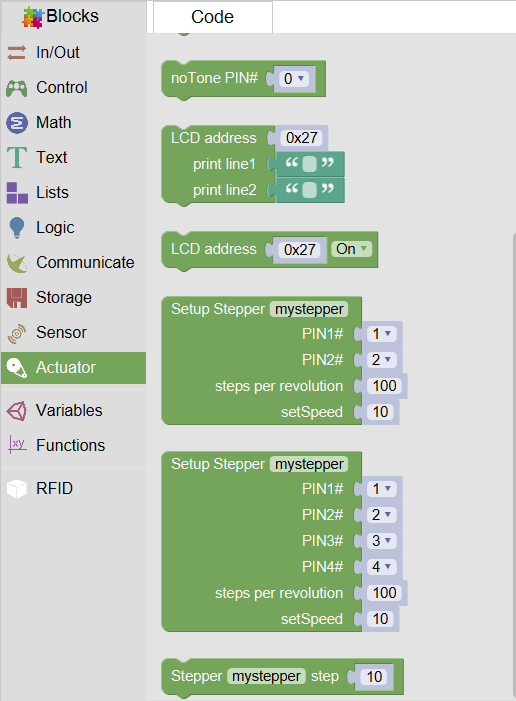 Blocks
Code
In/Out
Control
Math
Text
Lists
Logic
Communicate
Storage
Sensor
Actuator
Variables
xy
Functions
RFID
noTone PIN# 0
LCD address 0x27
print line1 “ ”
print line2 “ ”
LCD address 0x27 On
Setup Stepper mystepper
PIN1# 1
PIN2# 2
steps per revolution 100
setSpeed 10
Setup Stepper mystepper
PIN1# 1
PIN2# 2
PIN3# 3
PIN4# 4
steps per revolution 100
setSpeed 10
Stepper mystepper step 10